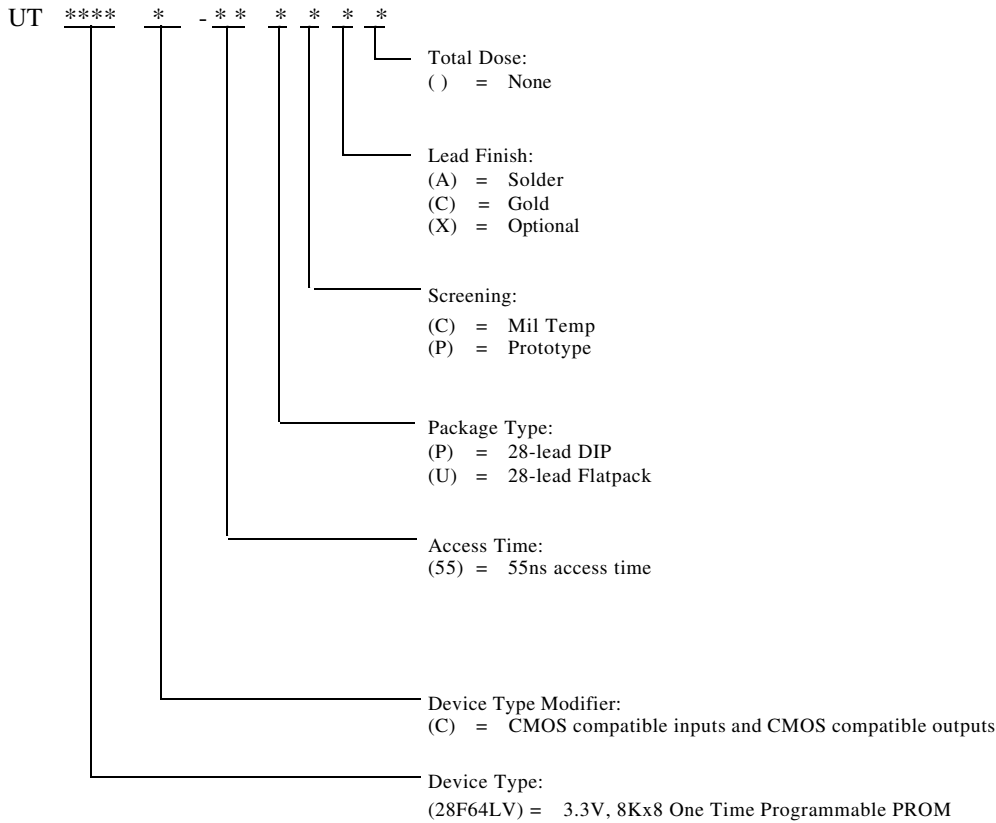 UT **** * - * * * * * *
Total Dose:
( ) = None
Lead Finish:
(A) = Solder
(C) = Gold
(X) = Optional
Screening:
(C) = Mil Temp
(P) = Prototype
Package Type:
(P) = 28-lead DIP
(U) = 28-lead Flatpack
Access Time:
(55) = 55ns access time
Device Type Modifier:
(C) = CMOS compatible inputs and CMOS compatible outputs
Device Type:
(28F64LV) = 3.3V, 8Kx8 One Time Programmable PROM